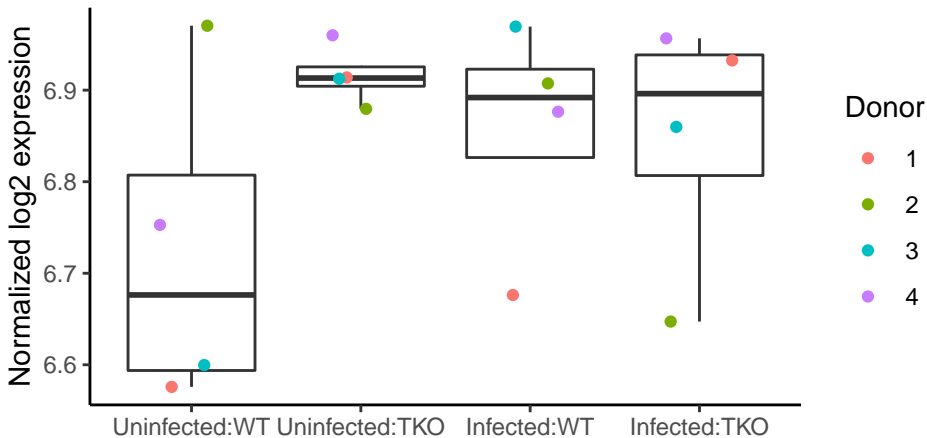 Normalized log2 expression
6.9
6.8
6.7
6.6
Uninfected:WT
Uninfected:TKO
Infected:WT
Infected:TKO
Donor
1
2
3
4